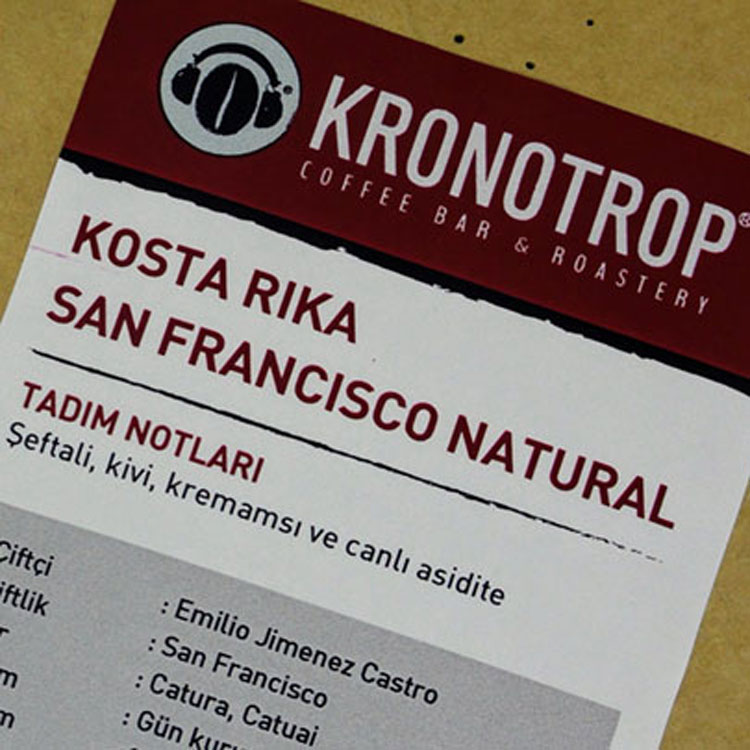 KRONOTROP®
COFFEE BAR & ROASTERY
KOSTA RIKA
SAN FRANCISCO NATURAL
TADIM NOTLARI
Şeftali, kivi, kremamsı ve canlı asidite
Çiftçi : Emilio Jimenez Castro
: San Francisco
: Catura, Catuai
: Gün